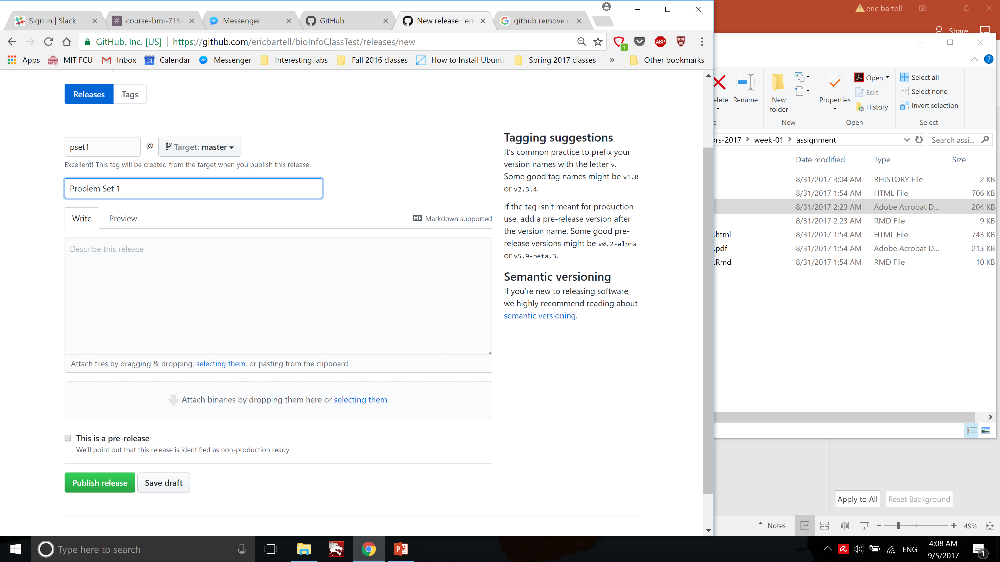 Sign in | Slack
course-bmi-715-
Messenger
GitHub
New release · eri
github remove r
GitHub, Inc. [US]
https://github.com/ericbartell/bioInfoClassTest/releases/new
1
ABP
Apps
MIT FCU
Inbox
31
Calendar
Messenger
Interesting labs
Fall 2016 classes
How to Install Ubunt
Spring 2017 classes
»
Other bookmarks
Releases
Tags
pset1
@
Target: master
Excellent! This tag will be created from the target when you publish this release.
Problem Set 1
Write
Preview
Markdown supported
Describe this release
Attach files by dragging & dropping, selecting them, or pasting from the clipboard.
Attach binaries by dropping them here or selecting them.
This is a pre-release
We'll point out that this release is identified as non-production ready.
Publish release
Save draft
Tagging suggestions
It's common practice to prefix your
version names with the letter v.
Some good tag names might be v1.0
or v2.3.4.
If the tag isn't meant for production
use, add a pre-release version after
the version name. Some good pre-
release versions might be v0.2-alpha
or v5.9-beta.3.
Semantic versioning
If you're new to releasing software,
we highly recommend reading about
semantic versioning.
eric bartell
Share
?
elete
Rename
New
folder
Properties
Open
Edit
History
Select all
Select none
Invert selection
New
Open
Select
ors-2017 > week-01 > assignment
Search assi...
Date modified
Type
Size
8/31/2017 3:04 AM RHISTORY File 2 KB
8/31/2017 1:54 AM HTML File 706 KB
8/31/2017 2:23 AM Adobe Acrobat D... 204 KB
8/31/2017 2:23 AM RMD File 9 KB
.html 8/31/2017 1:54 AM HTML File 743 KB
.pdf 8/31/2017 1:54 AM Adobe Acrobat D... 213 KB
.Rmd 8/31/2017 1:54 AM RMD File 10 KB
Apply to All
Reset Background
Notes
49%
Type here to search
ENG
4:08 AM
9/5/2017
1